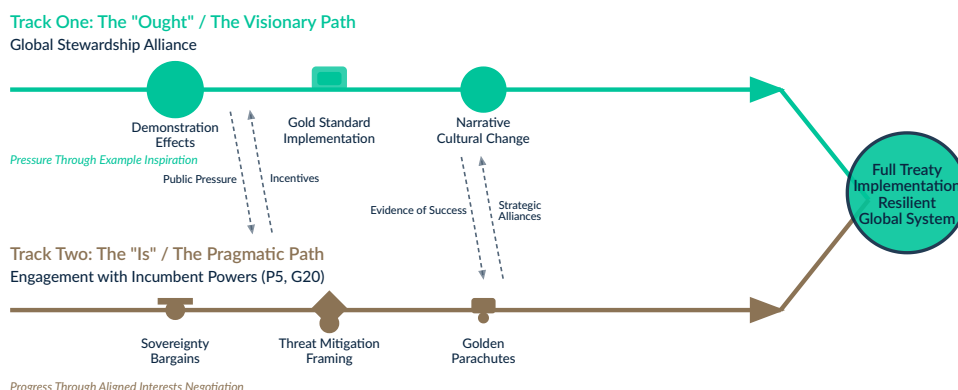 Track One: The "Ought" / The Visionary Path
Global Stewardship Alliance
Demonstration
Effects
Gold Standard
Implementation
Narrative
Cultural Change
Pressure Through Example Inspiration
Public Pressure
Incentives
Evidence of Success
Strategic
Alliances
Full Treaty
Implementation
Resilient
Global System
Track Two: The "Is" / The Pragmatic Path
Engagement with Incumbent Powers (P5, G20)
Sovereignty
Bargains
Threat Mitigation
Framing
Golden
Parachutes
Progress Through Aligned Interests Negotiation